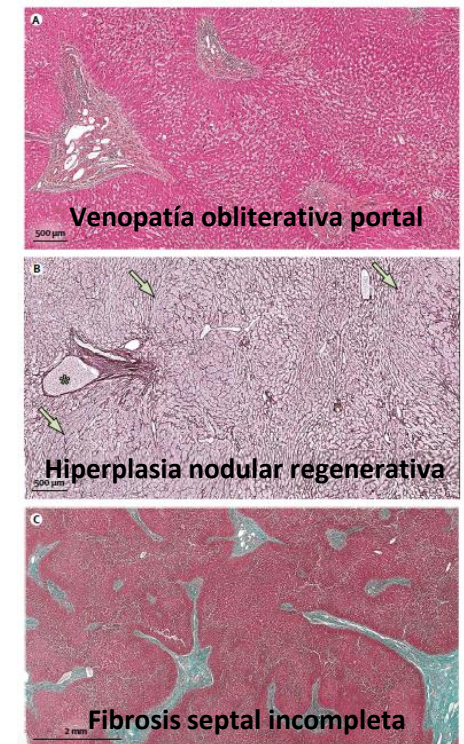 A
Venopatía obliterativa portal
500 µm
B
*
Hiperplasia nodular regenerativa
500 µm
C
Fibrosis septal incompleta
2 mm